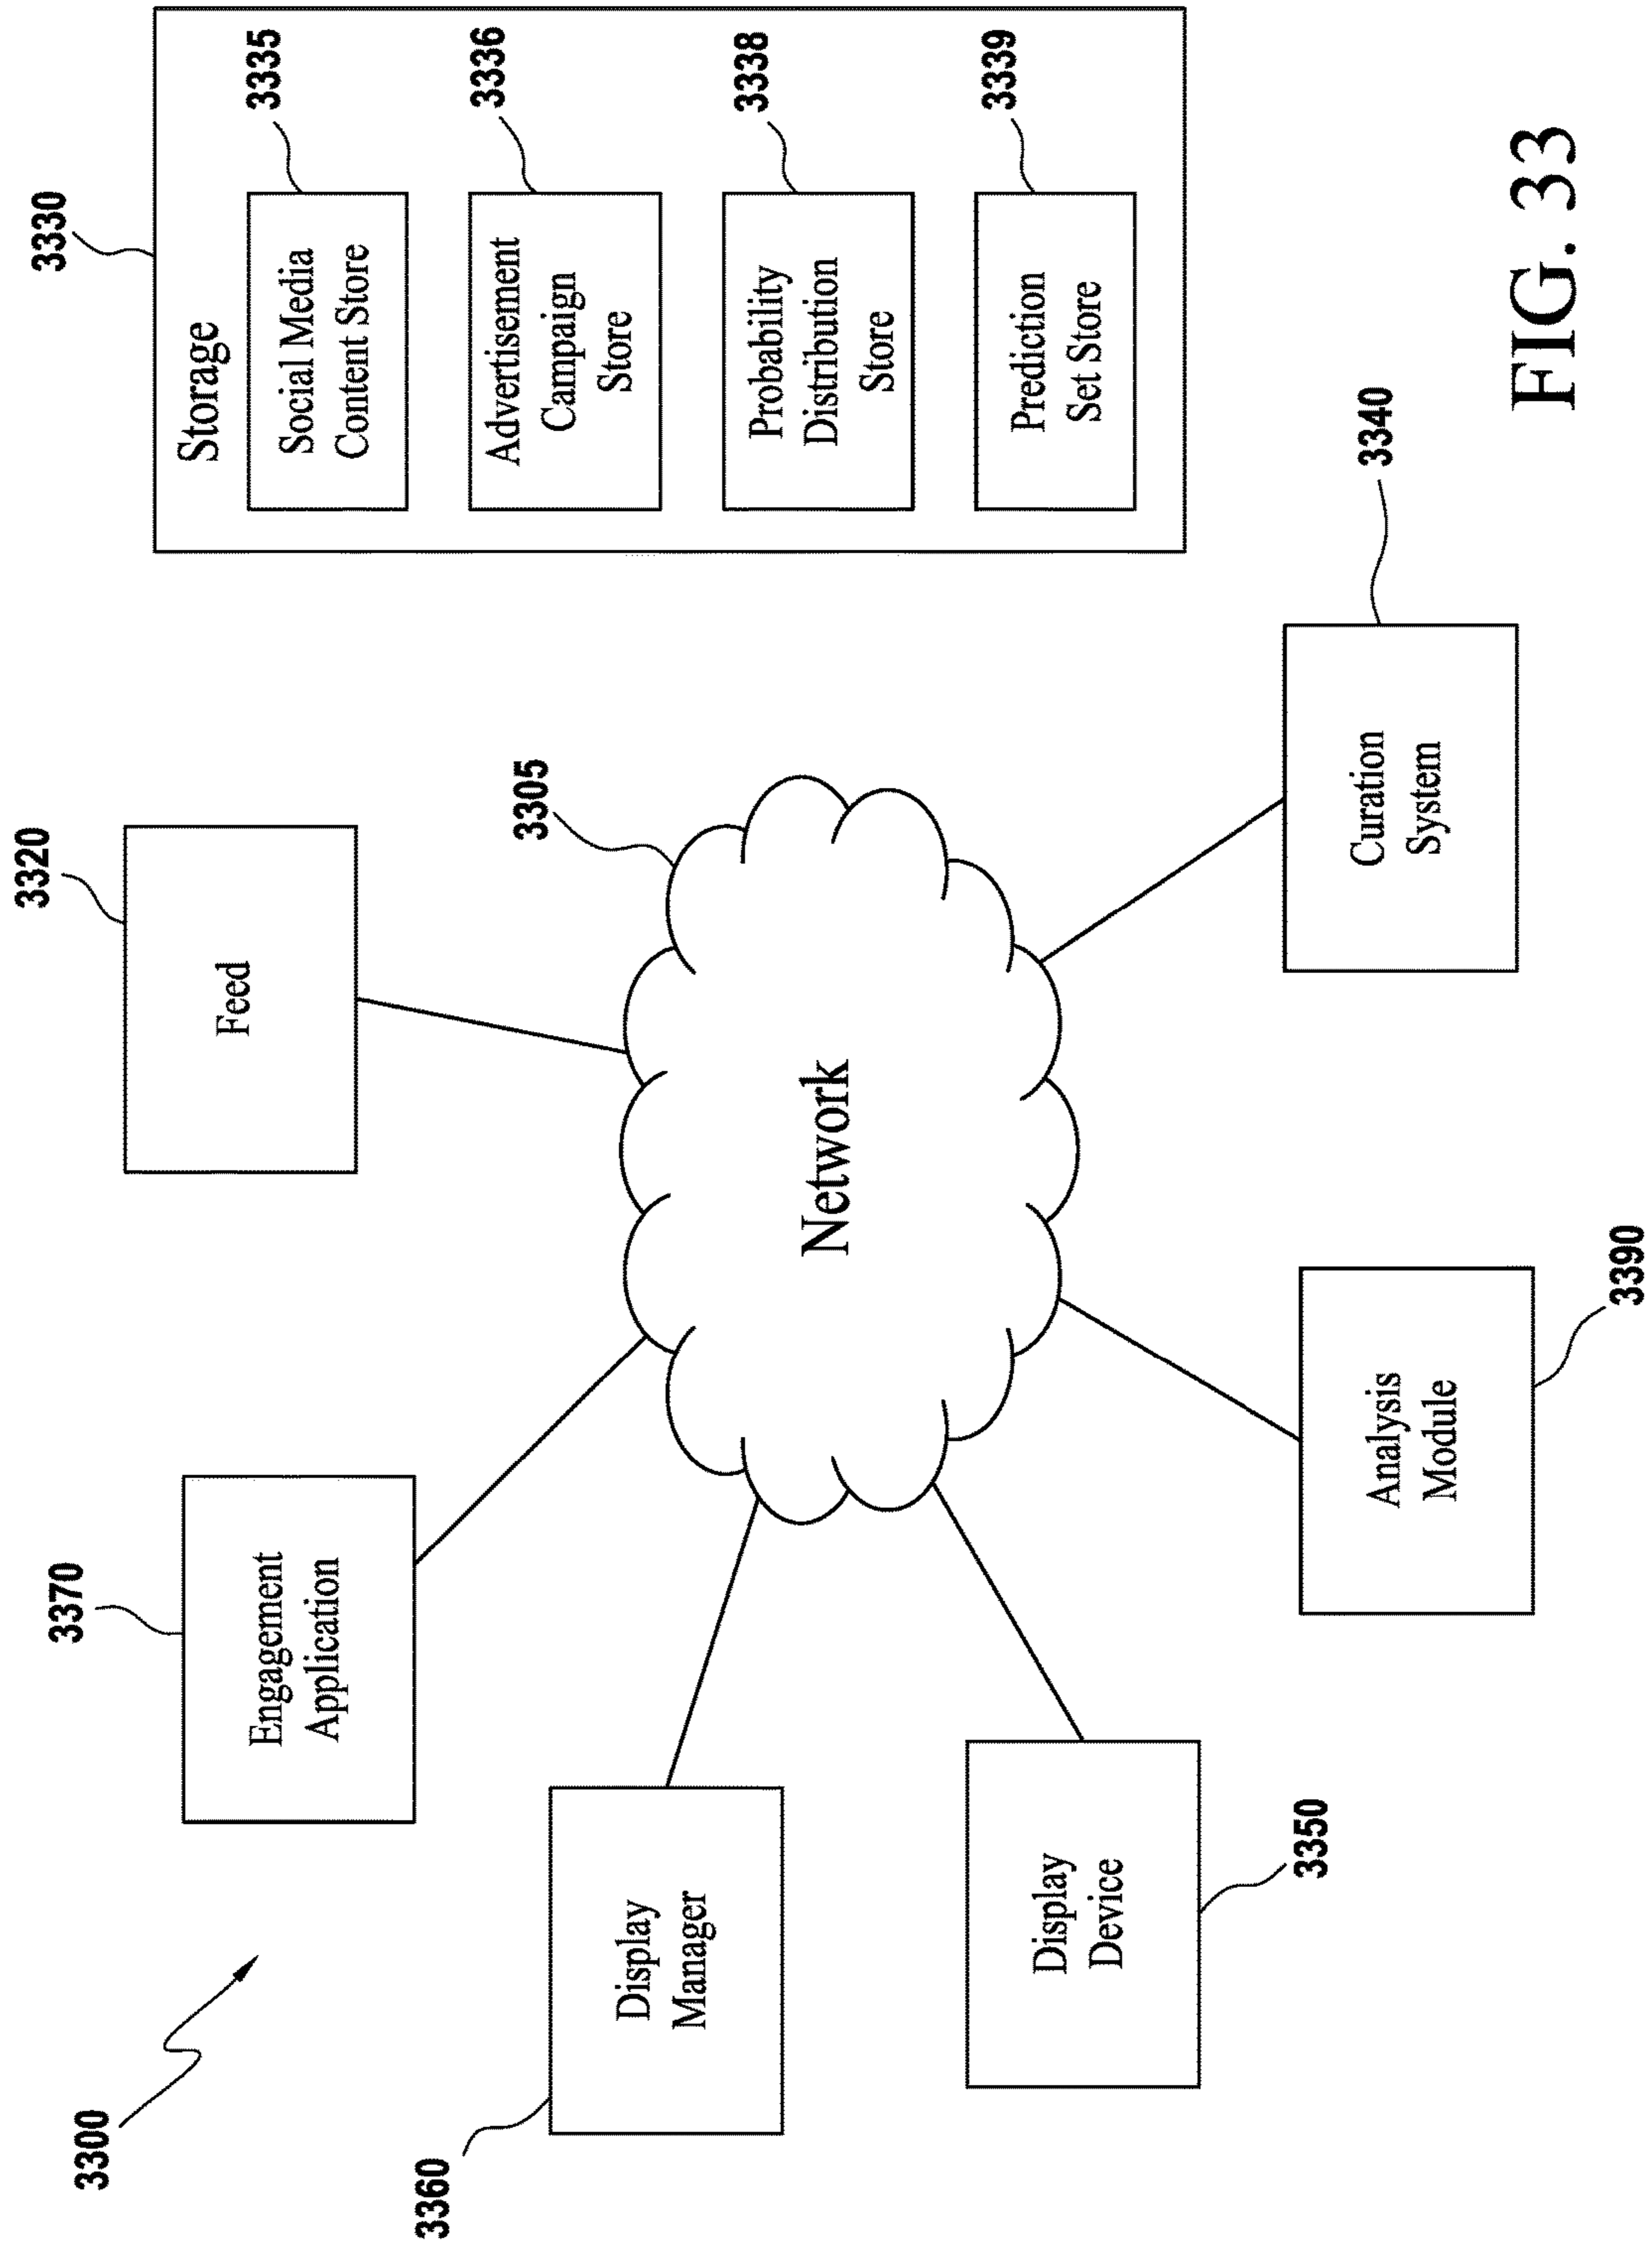 3300
3370
Engagement
Application
3320
Feed
3330
Storage
3335
Social Media
Content Store
3336
Advertisement
Campaign
Store
3338
Probability
Distribution
Store
3339
Prediction
Set Store
3305
Network
3360
Display
Manager
Display
Device
3350
Analysis
Module
3390
Curation
System
3340
FIG. 33